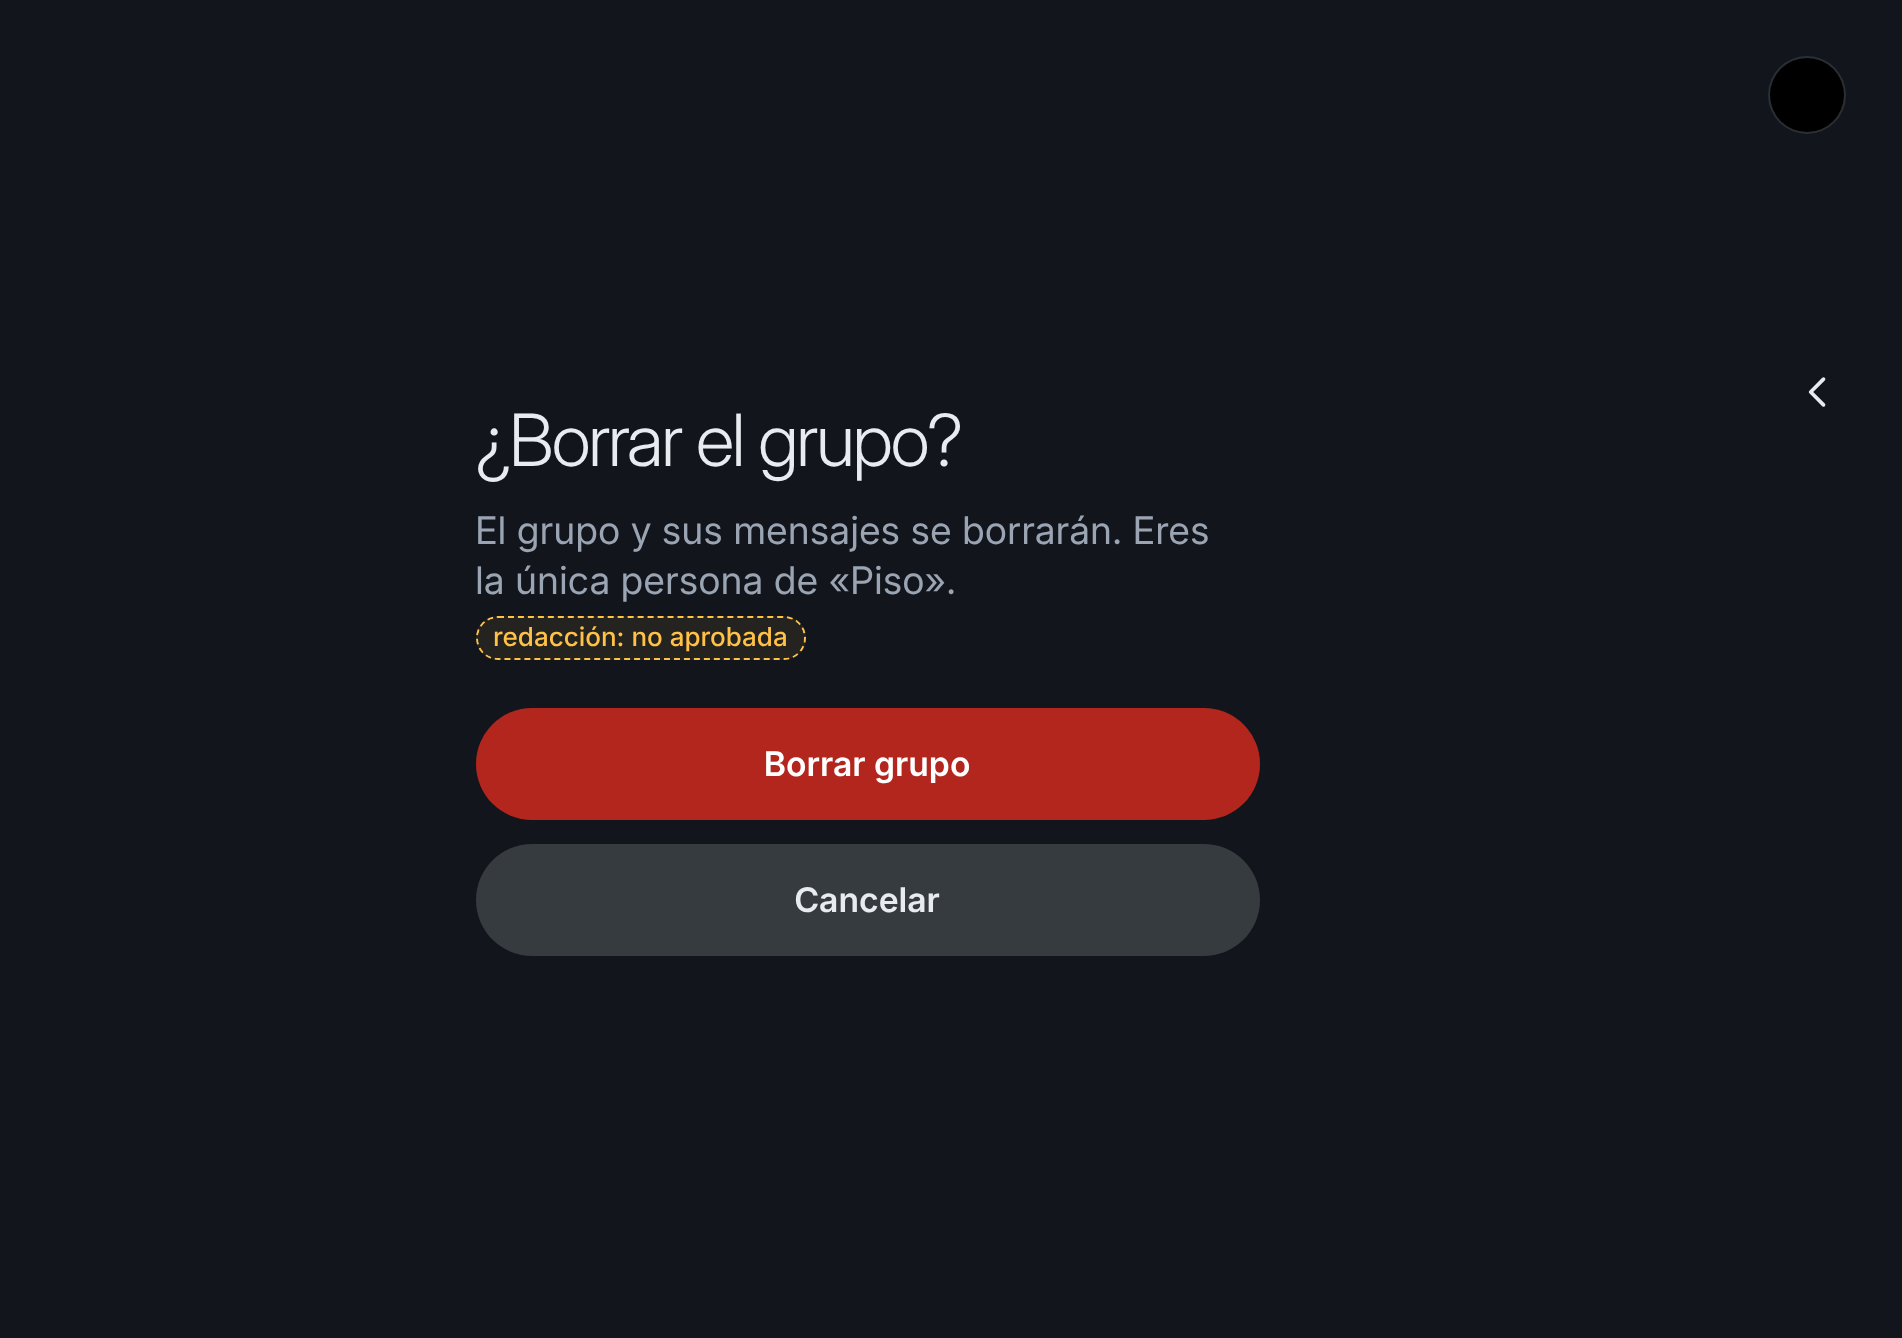 ¿Borrar el grupo?
El grupo y sus mensajes se borrarán. Eres
la única persona de «Piso».
redacción: no aprobada
Borrar grupo
Cancelar